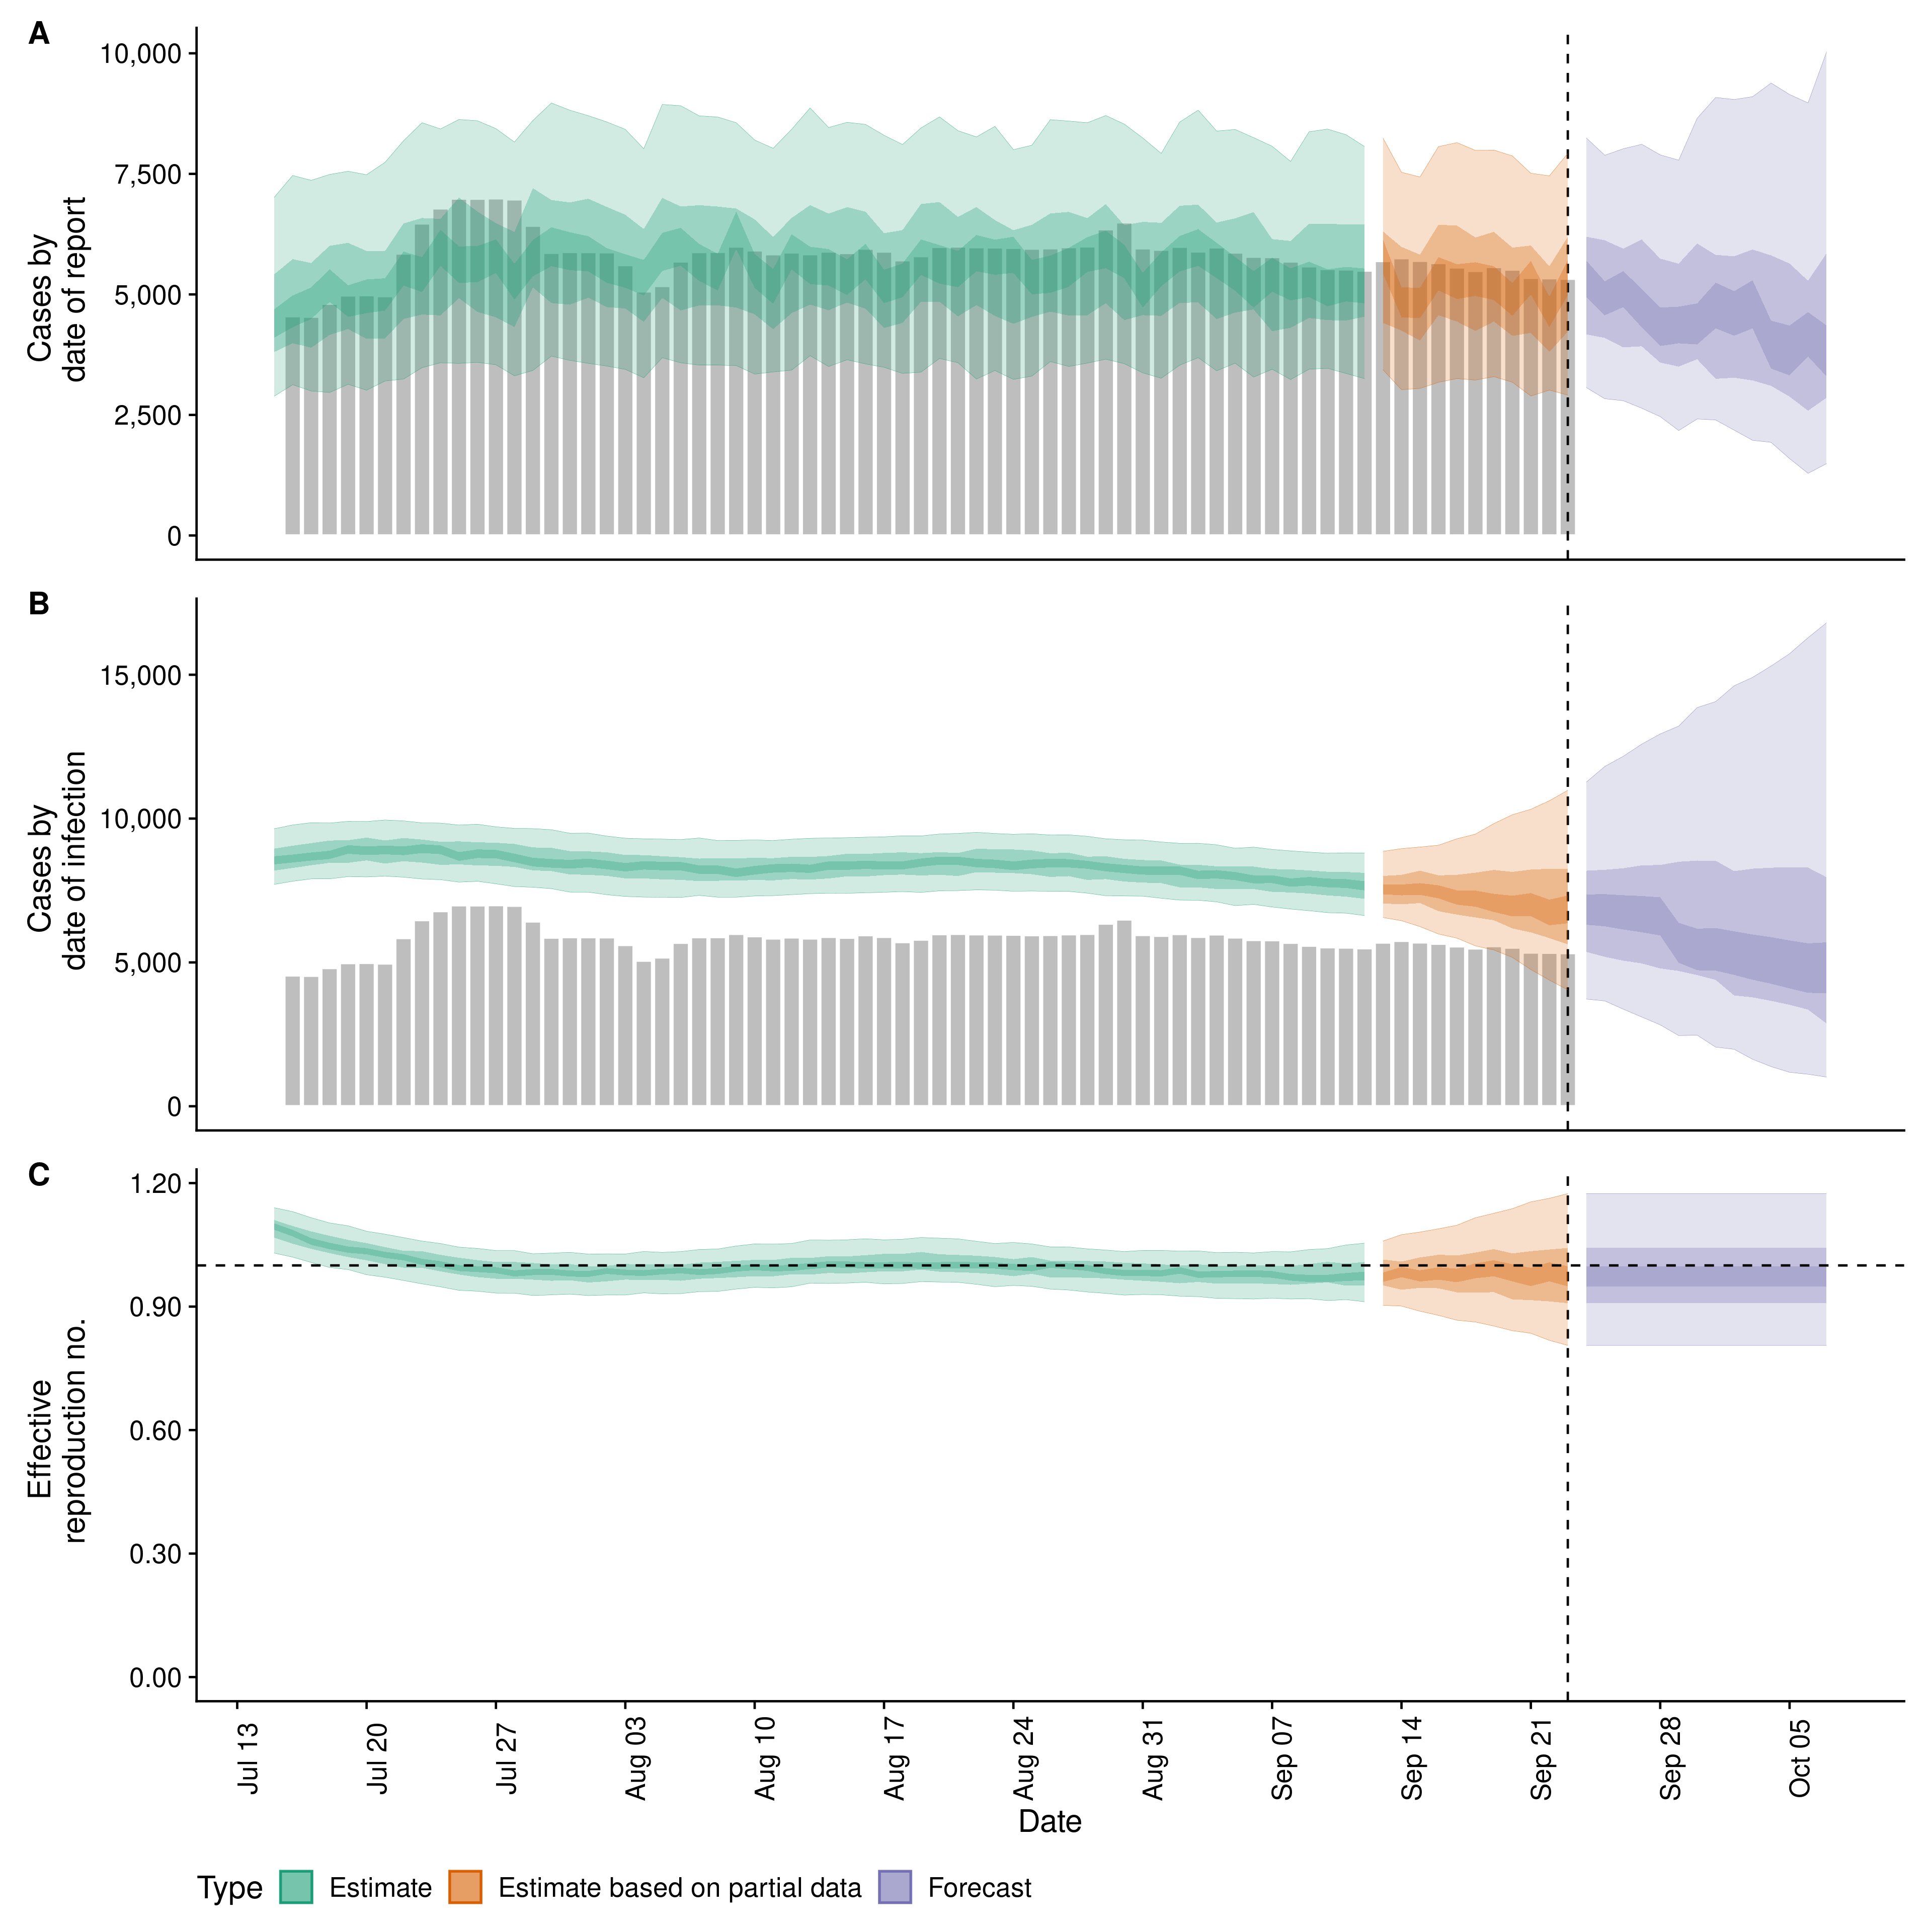 A
Cases by
date of report
10,000
7,500
5,000
2,500
0
B
Cases by
date of infection
15,000
10,000
5,000
0
C
Effective
reproduction no.
1.20
0.90
0.60
0.30
0.00
Jul 13
Jul 20
Jul 27
Aug 03
Aug 10
Aug 17
Aug 24
Aug 31
Sep 07
Sep 14
Sep 21
Sep 28
Oct 05
Date
Type Estimate Estimate based on partial data Forecast